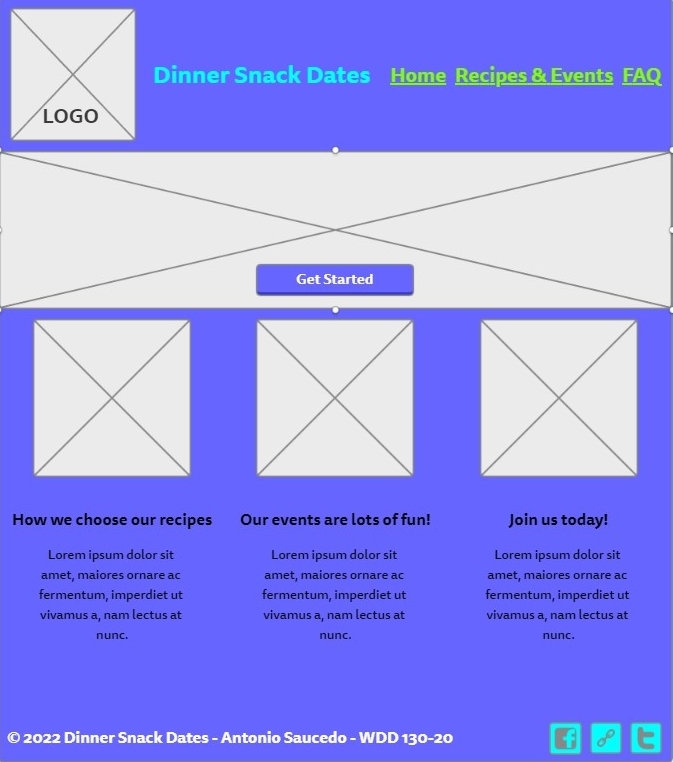 LOGO
Dinner Snack Dates
Home Recipes & Events FAQ
Get Started
How we choose our recipes
Lorem ipsum dolor sit
amet, maiores ornare ac
fermentum, imperdiet ut
vivamus a, nam lectus at
nunc.
Our events are lots of fun!
Lorem ipsum dolor sit
amet, maiores ornare ac
fermentum, imperdiet ut
vivamus a, nam lectus at
nunc.
Join us today!
Lorem ipsum dolor sit
amet, maiores ornare ac
fermentum, imperdiet ut
vivamus a, nam lectus at
nunc.
© 2022 Dinner Snack Dates - Antonio Saucedo - WDD 130-20